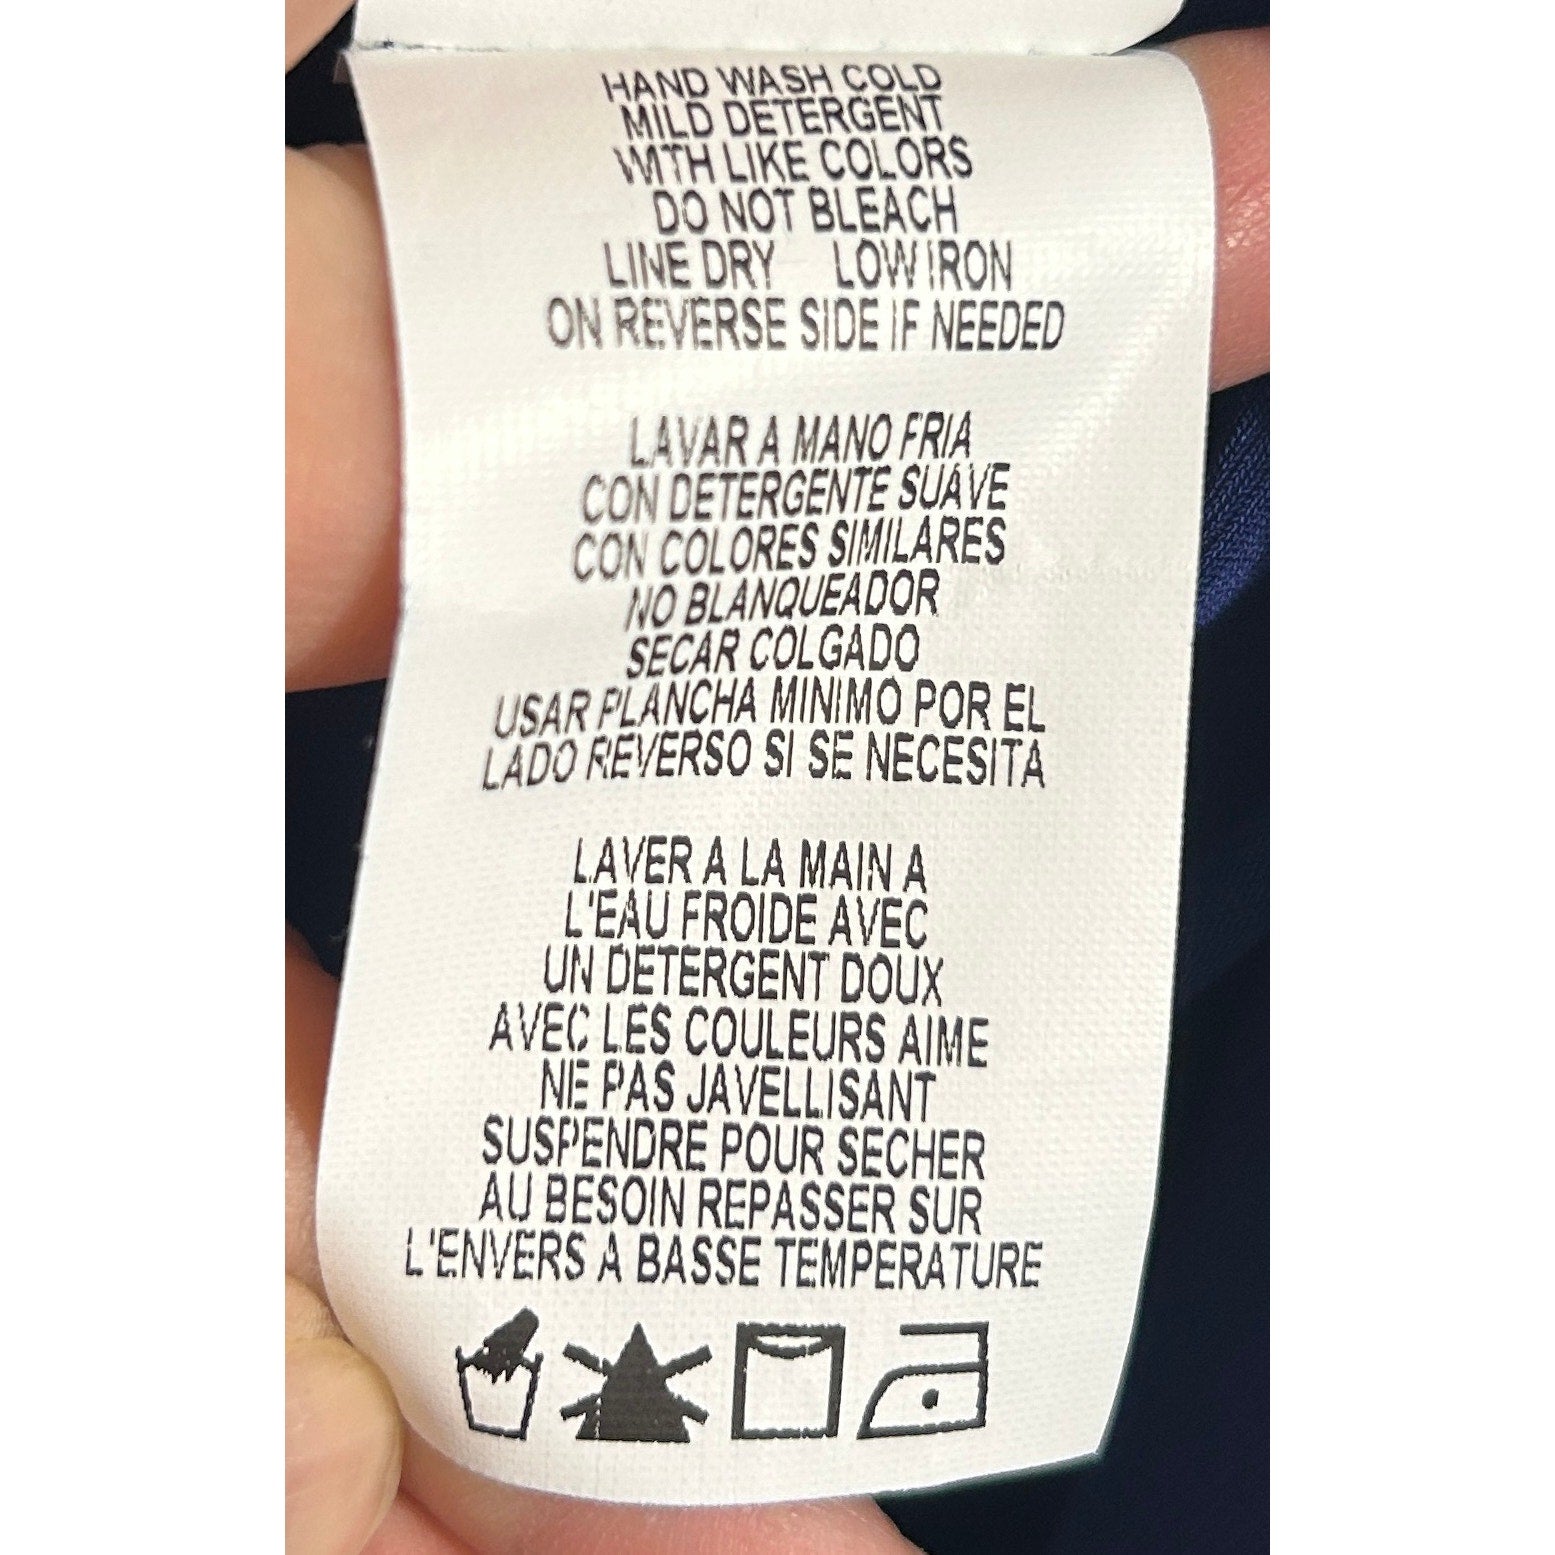 HAND WASH COLD
MILD DETERGENT
WITH LIKE COLORS
DO NOT BLEACH
LINE DRY LOW IRON
ON REVERSE SIDE IF NEEDED
LAVAR A MANO FRIA
CON DETERGENTE SUAVE
CON COLORES SIMILARES
NO BLANQUEADOR
SECAR COLGADO
USAR PLANCHA MINIMO POR EL
LADO REVERSO SI SE NECESITA
LAVER A LA MAIN A
L'EAU FROIDE AVEC
UN DETERGENT DOUX
AVEC LES COULEURS AIME
NE PAS JAVELLISANT
SUSPENDRE POUR SECHER
AU BESOIN REPASSER SUR
L'ENVERS A BASSE TEMPERATURE